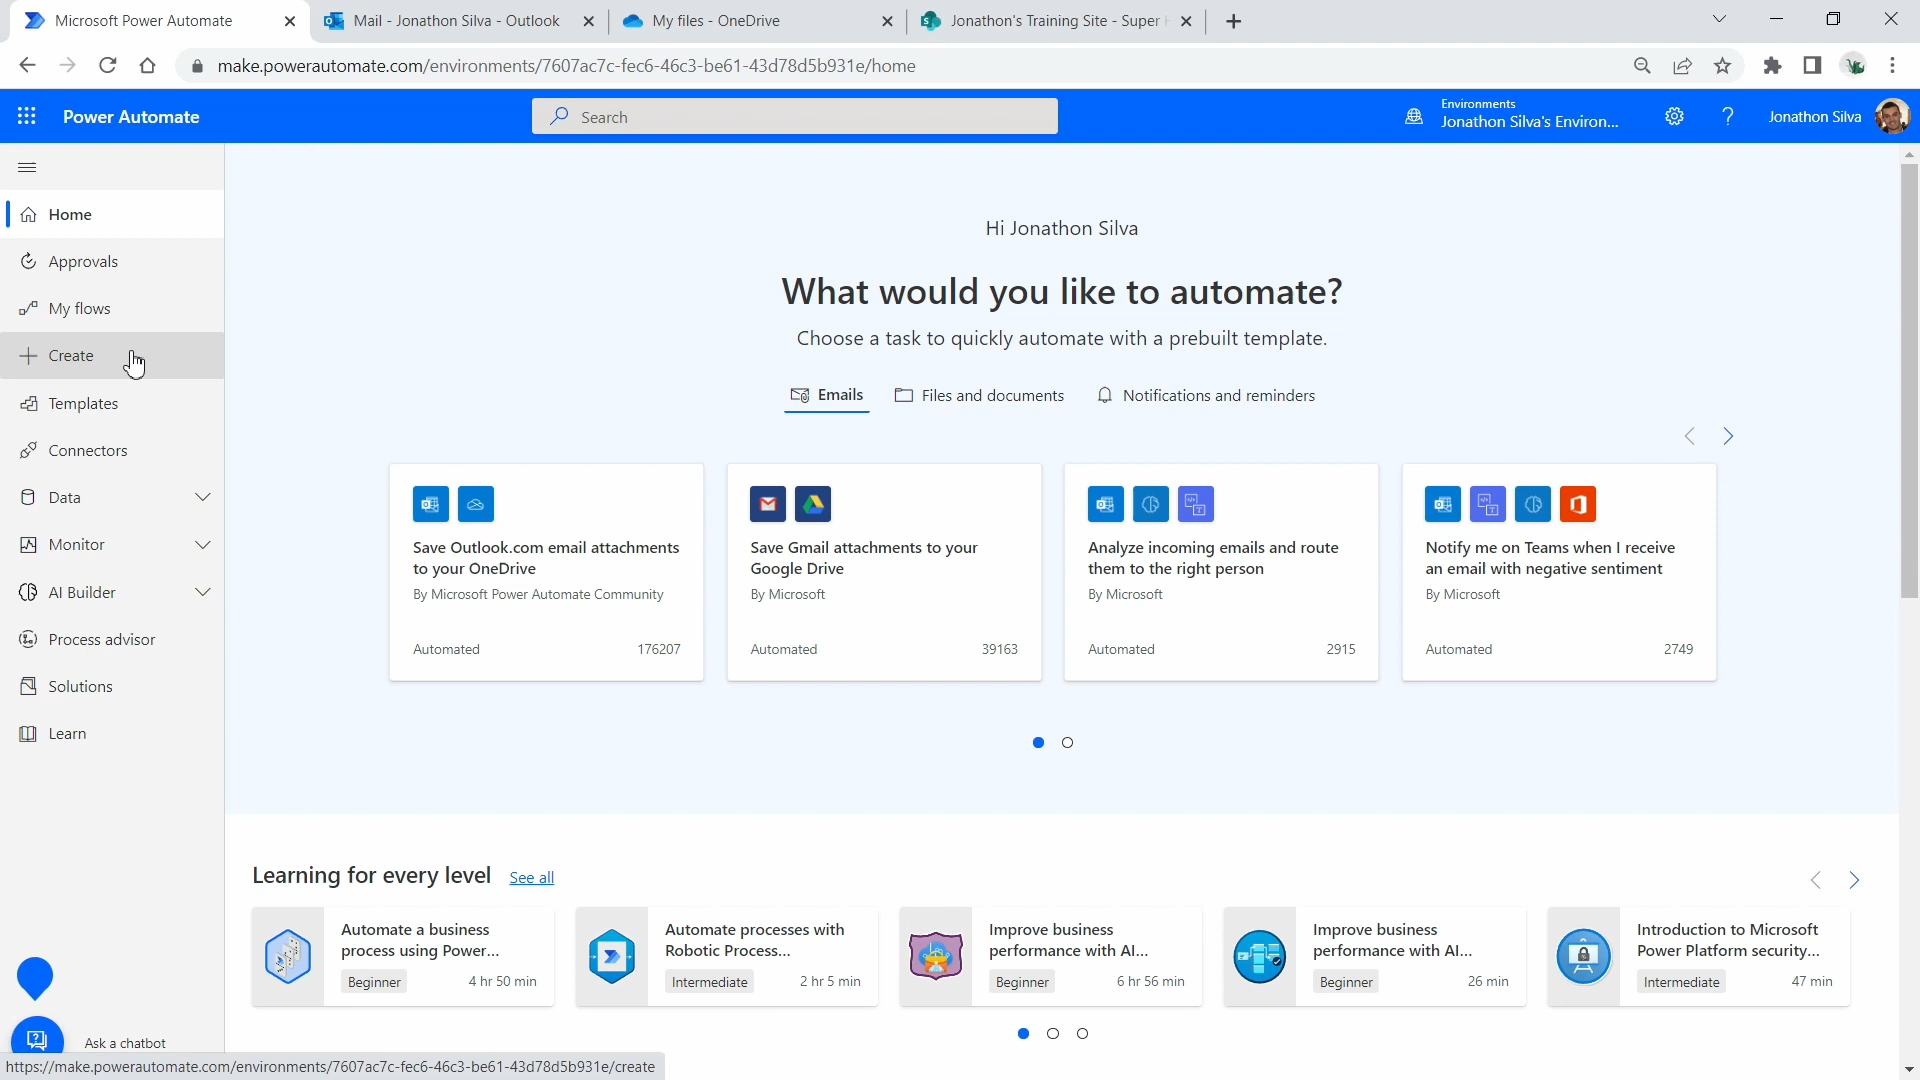 Microsoft Power Automate
Mail - Jonathon Silva - Outlook
My files - OneDrive
Jonathon's Training Site - Super
make.powerautomate.com/environments/7607ac7c-fec6-46c3-be61-43d78d5b931e/home
Power Automate
Search
Environments
Jonathon Silva's Environ...
?
Jonathon Silva
Home
Approvals
My flows
Create
Templates
Connectors
Data
Monitor
AI Builder
Process advisor
Solutions
Learn
Ask a chatbot
Hi Jonathon Silva
What would you like to automate?
Choose a task to quickly automate with a prebuilt template.
Emails
Files and documents
Notifications and reminders
Save Outlook.com email attachments
to your OneDrive
By Microsoft Power Automate Community
Automated 176207
Save Gmail attachments to your
Google Drive
By Microsoft
Automated 39163
Analyze incoming emails and route
them to the right person
By Microsoft
Automated 2915
Notify me on Teams when I receive
an email with negative sentiment
By Microsoft
Automated 2749
Learning for every level See all
Automate a business
process using Power...
Beginner 4 hr 50 min
Automate processes with
Robotic Process...
Intermediate 2 hr 5 min
Improve business
performance with AI...
Beginner 6 hr 56 min
Improve business
performance with AI...
Beginner 26 min
Introduction to Microsoft
Power Platform security...
Intermediate 47 min
https://make.powerautomate.com/environments/7607ac7c-fec6-46c3-be61-43d78d5b931e/create